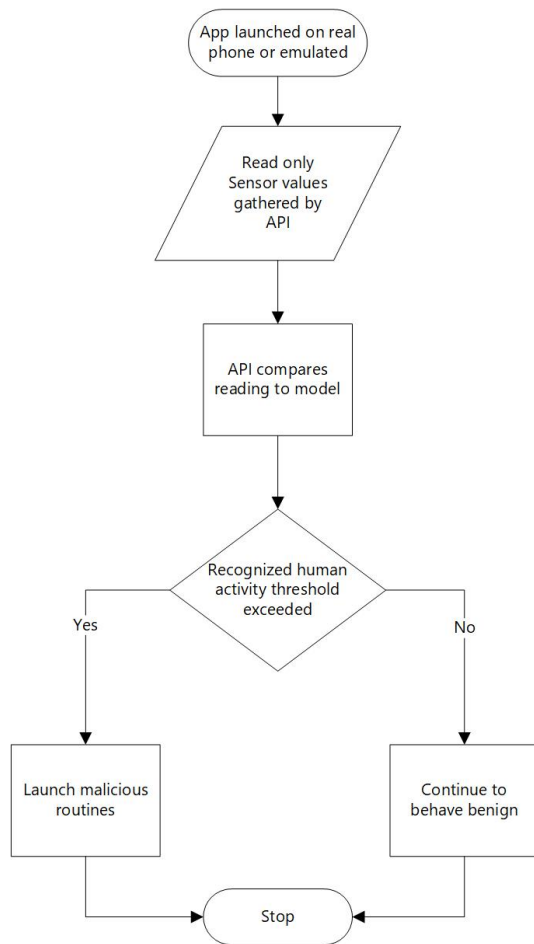 App launched on real
phone or emulated
Read only
Sensor values
gathered by
API
API compares
reading to model
Recognized human
activity threshold
exceeded
Yes
No
Launch malicious
routines
Continue to
behave benign
Stop